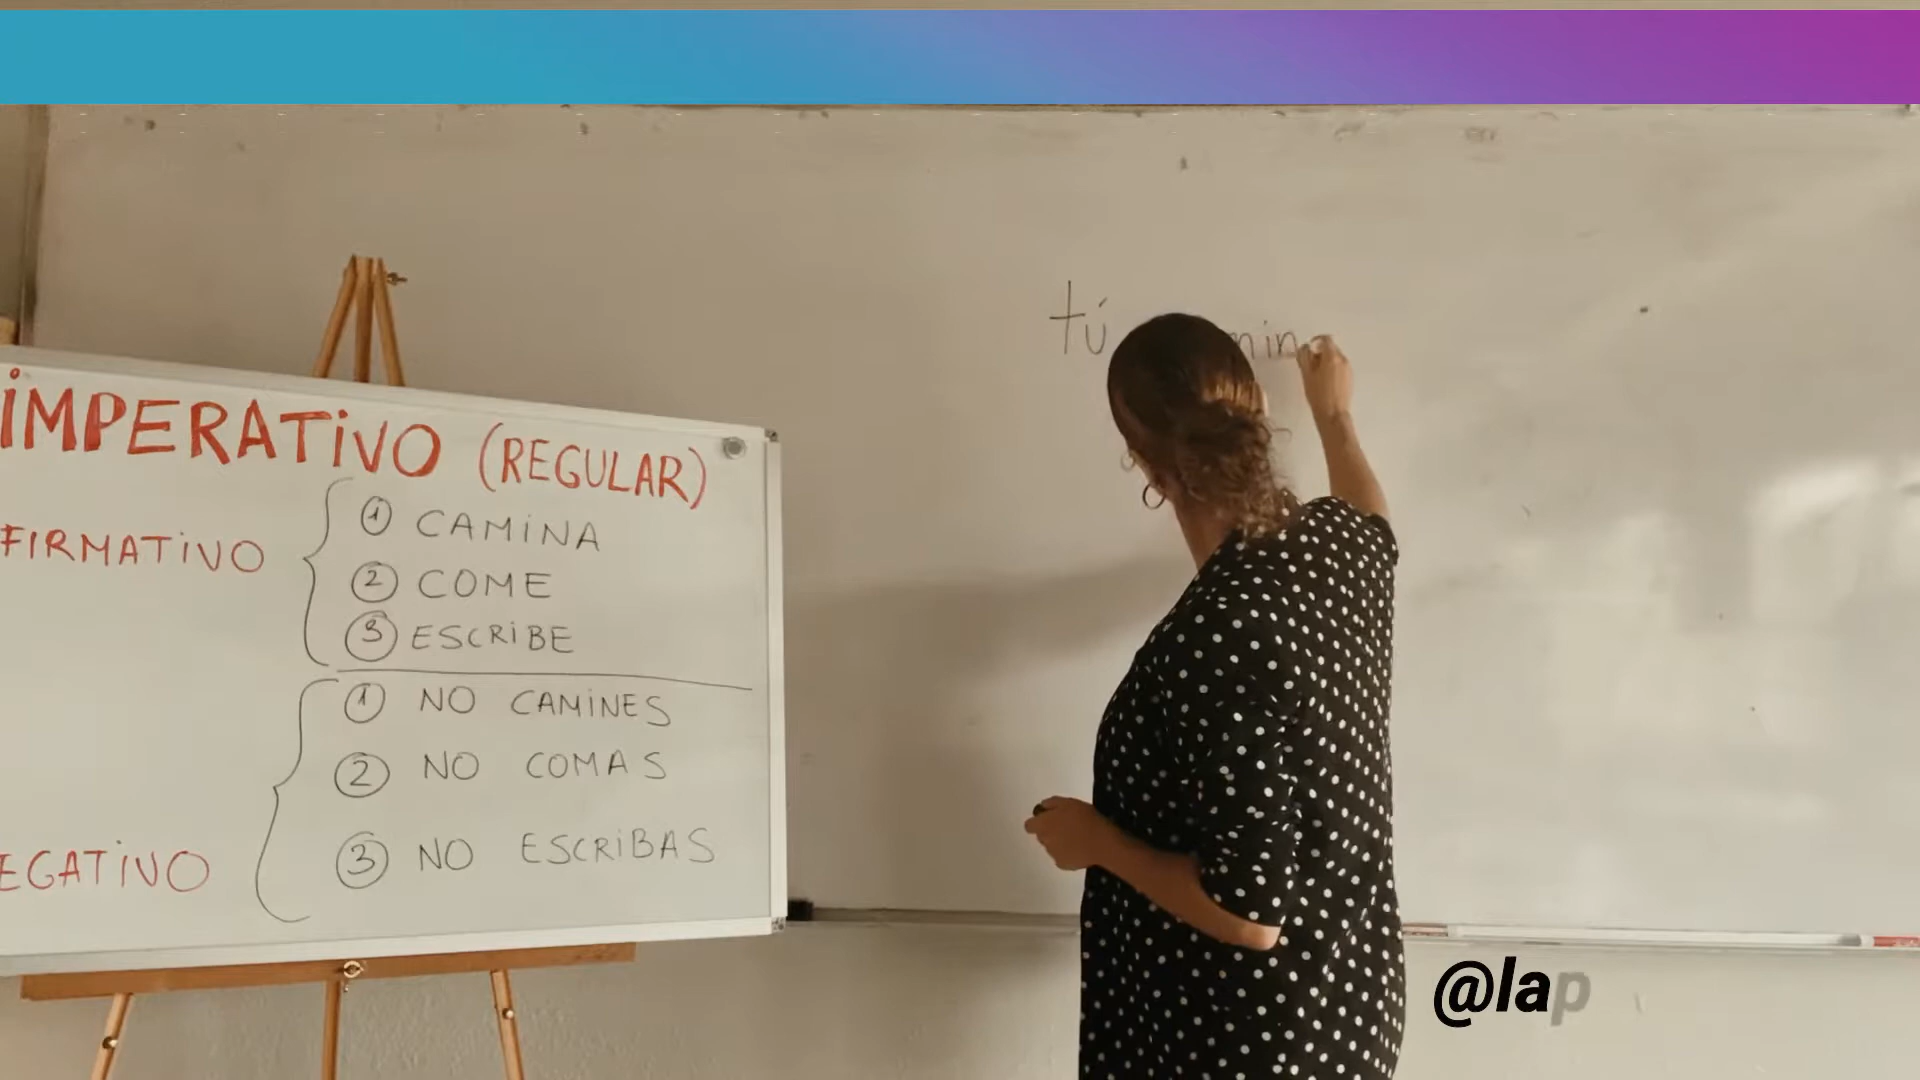 iMPERATiVO (REGULAR)
FIRMATiVO
1 CAMiNA
2 COME
3 ESCRiBE
1 NO CAMiNES
2 NO COMAS
EGATiVO
3 NO ESCRiBAS
tú
@lap